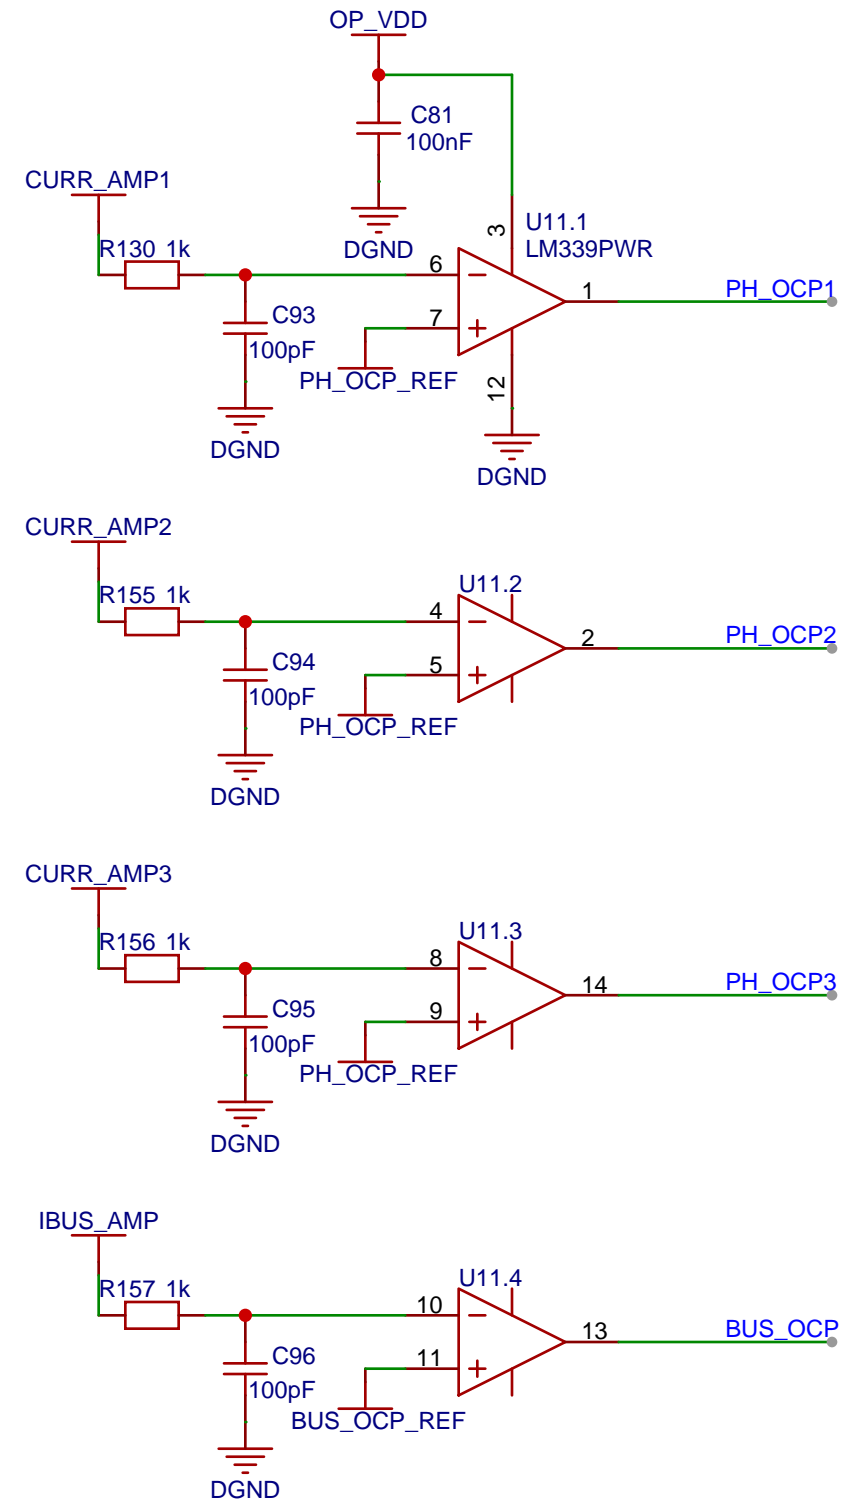 OP_VDD
C81
100nF
CURR_AMP1
DGND
3
U11.1
LM339PWR
R130 1k
6
C93
100pF
7
1
PH_OCP1
PH_OCP_REF
12
DGND
DGND
CURR_AMP2
R155 1k
U11.2
4
C94
100pF
5
2
PH_OCP2
PH_OCP_REF
DGND
CURR_AMP3
R156 1k
U11.3
8
C95
100pF
9
14
PH_OCP3
PH_OCP_REF
DGND
IBUS_AMP
R157 1k
U11.4
10
C96
100pF
11
13
BUS_OCP
BUS_OCP_REF
DGND